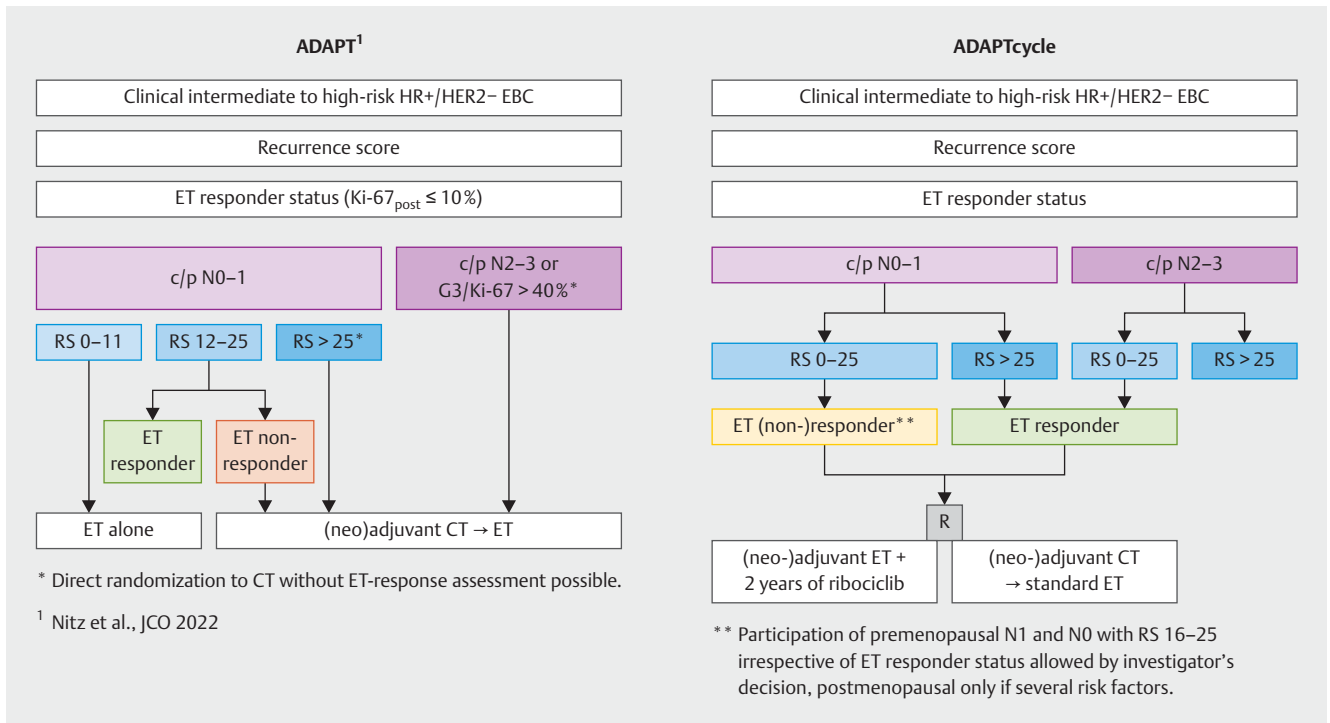 ADAPT1
Clinical intermediate to high-risk HR+/HER2− EBC
Recurrence score
ET responder status (Ki-67post ≤ 10%)
c/p N0–1
c/p N2–3 or
G3/Ki-67 > 40%*
RS 0–11
RS 12–25
RS > 25*
ET
responder
ET non-
responder
ET alone
(neo)adjuvant CT → ET
* Direct randomization to CT without ET-response assessment possible.
1 Nitz et al., JCO 2022
ADAPTcycle
Clinical intermediate to high-risk HR+/HER2− EBC
Recurrence score
ET responder status
c/p N0–1
c/p N2–3
RS 0–25
RS > 25
RS 0–25
RS > 25
ET (non-)responder**
ET responder
R
(neo-)adjuvant ET +
2 years of ribociclib
(neo-)adjuvant CT
→ standard ET
** Participation of premenopausal N1 and N0 with RS 16–25
irrespective of ET responder status allowed by investigator's
decision, postmenopausal only if several risk factors.